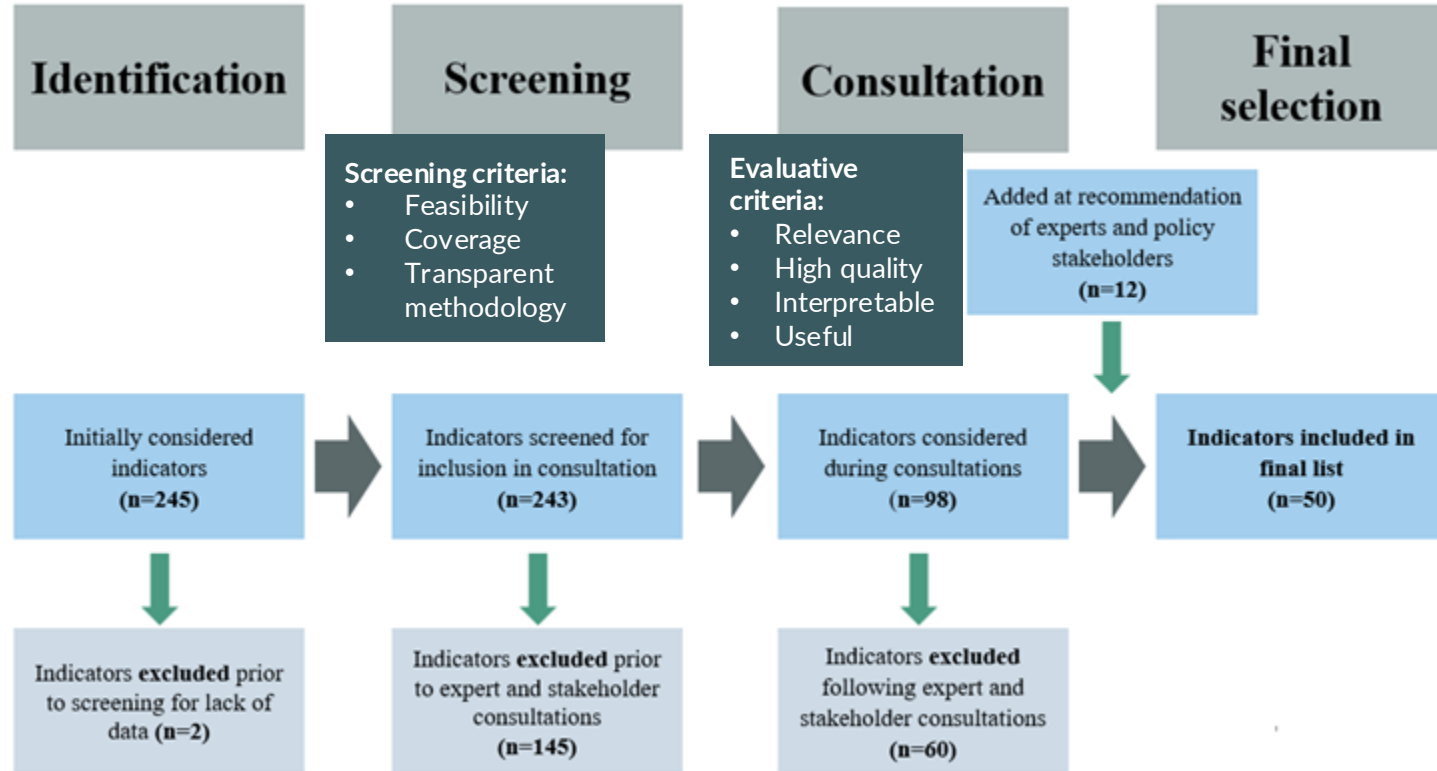 Identification
Screening
Consultation
Final
selection
Screening criteria:
• Feasibility
• Coverage
• Transparent
methodology
Evaluative
criteria:
• Relevance
• High quality
• Interpretable
• Useful
Added at recommendation
of experts and policy
stakeholders
(n=12)
Initially considered
indicators
(n=245)
Indicators screened for
inclusion in consultation
(n=243)
Indicators considered
during consultations
(n=98)
Indicators included in
final list
(n=50)
Indicators excluded prior
to screening for lack of
data (n=2)
Indicators excluded prior
to expert and stakeholder
consultations
(n=145)
Indicators excluded
following expert and
stakeholder consultations
(n=60)